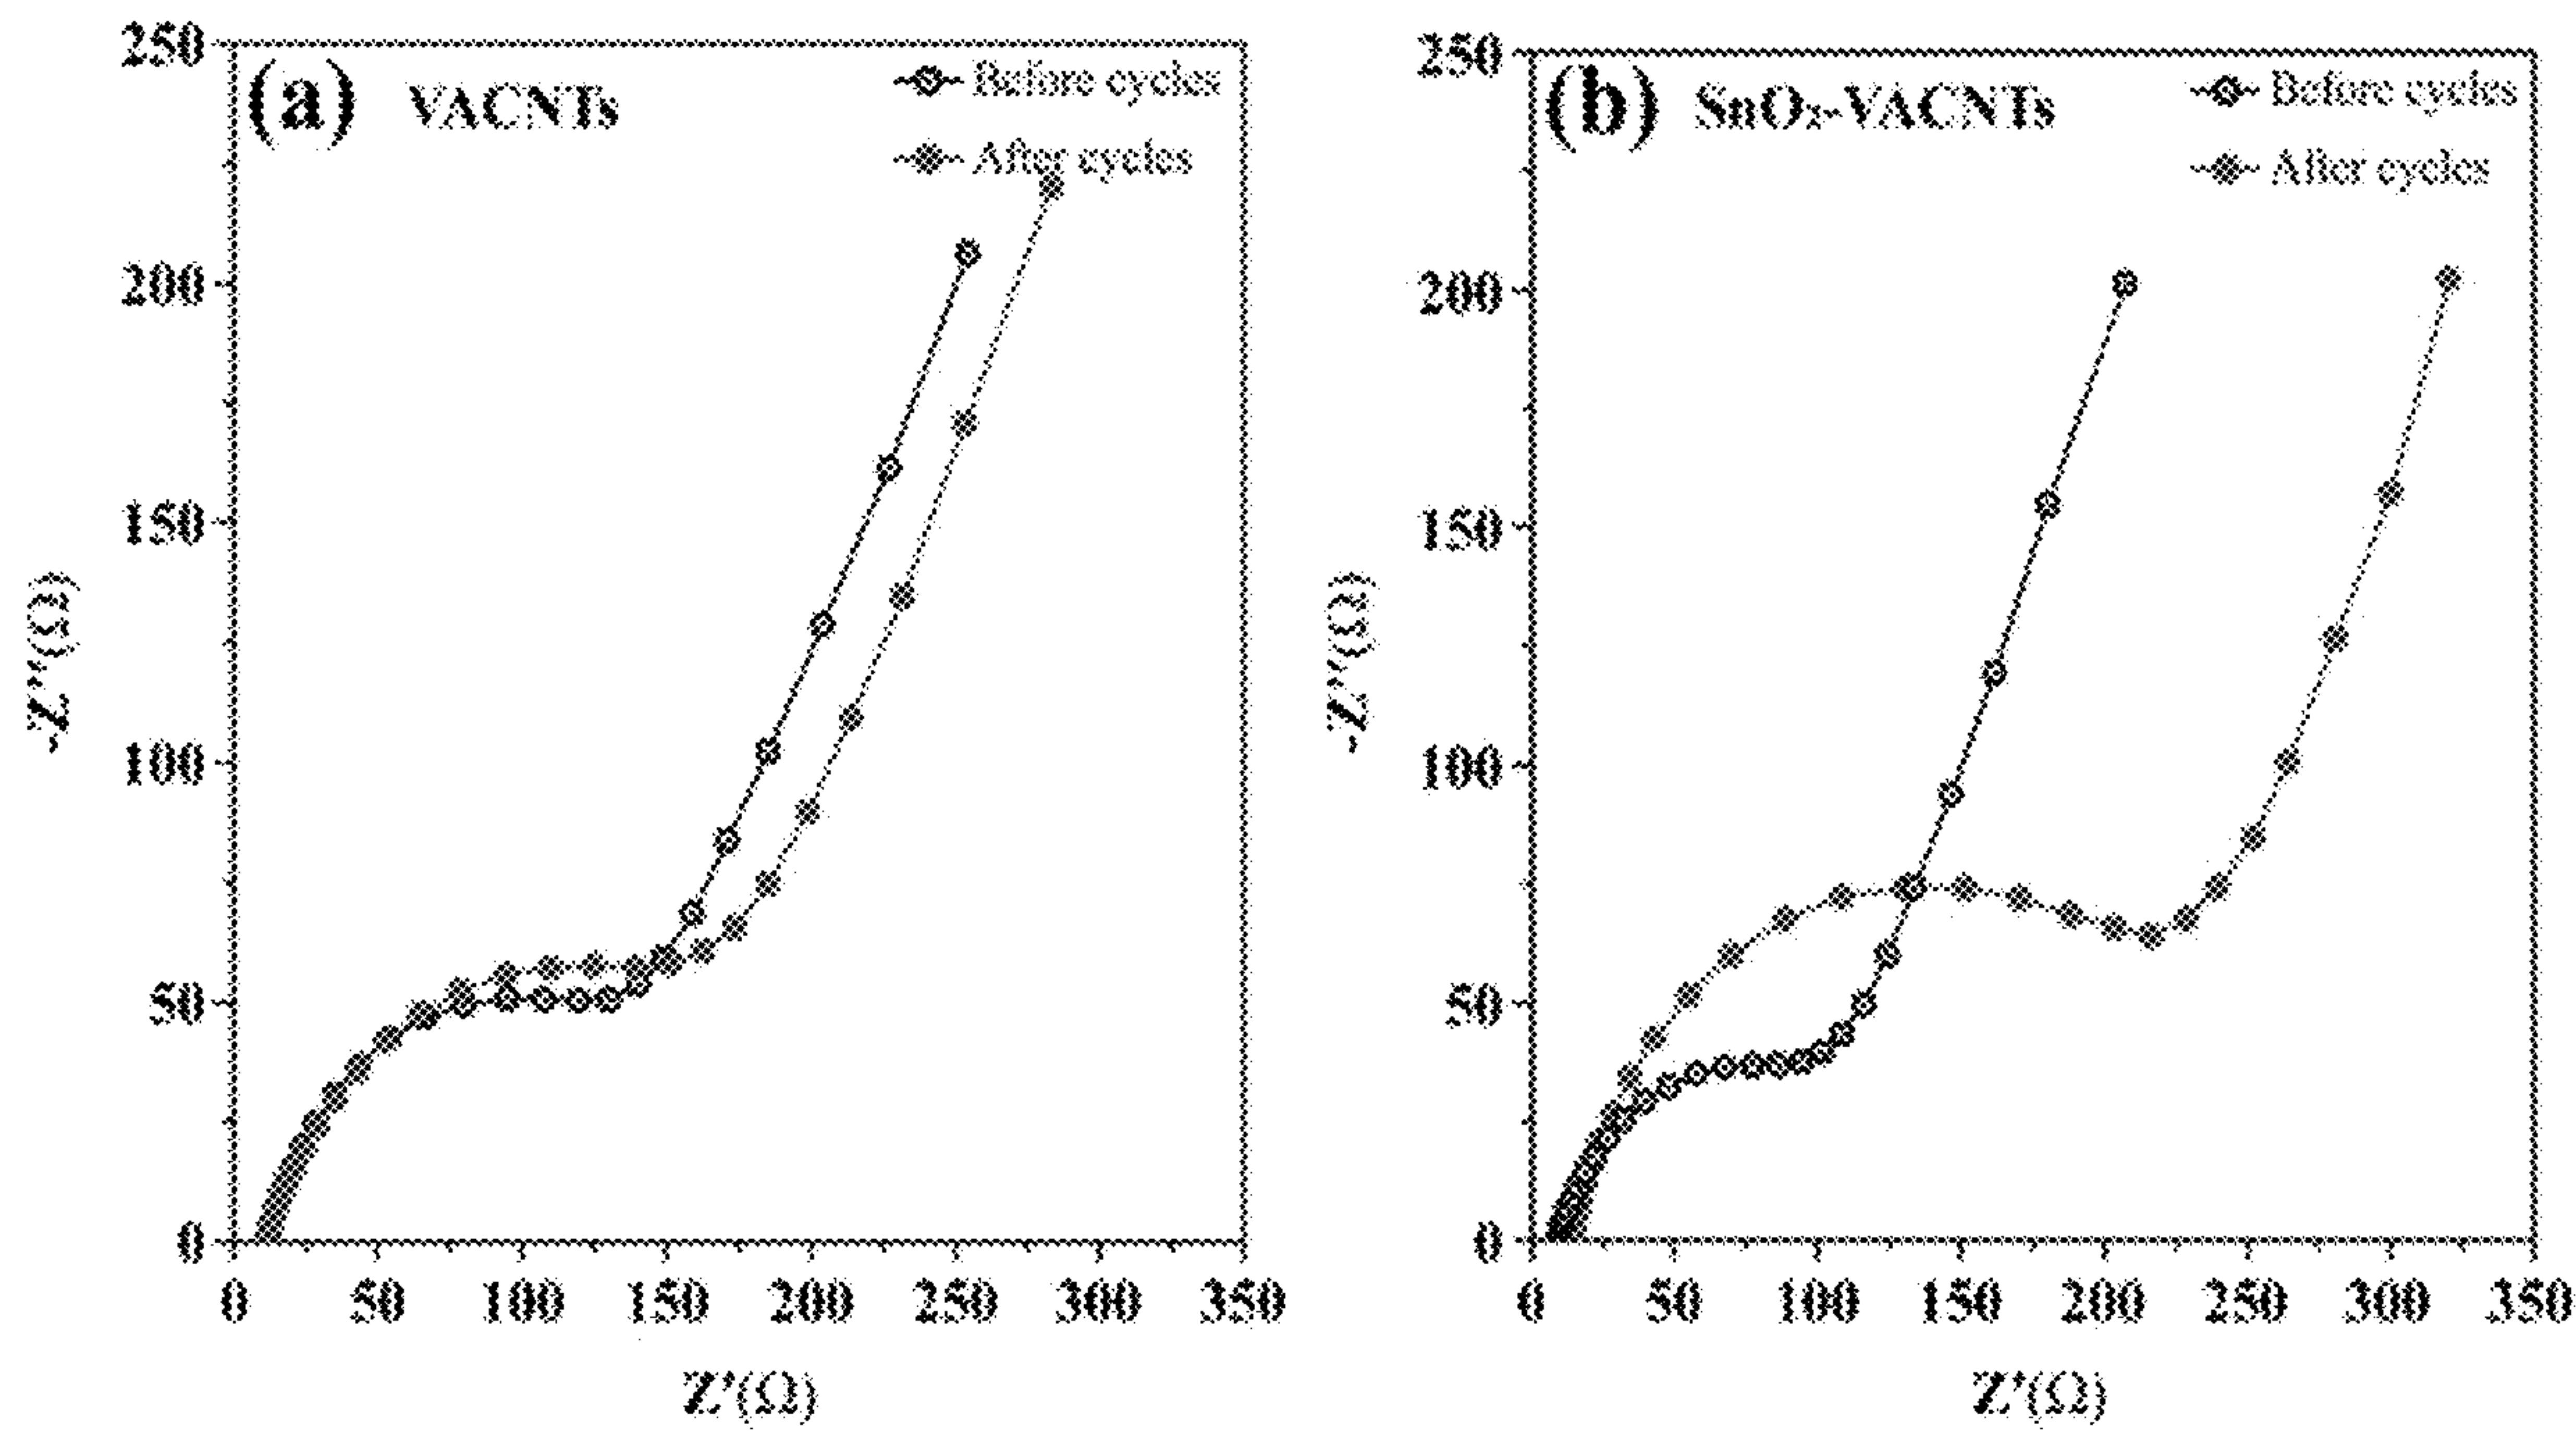 (a) VACNTs
Before cycles
After cycles
250
200
150
100
50
0
-Z''(Ω)
0 50 100 150 200 250 300 350
Z'(Ω)
(b) SnOₓ-VACNTs
Before cycles
After cycles
250
200
150
100
50
0
-Z''(Ω)
0 50 100 150 200 250 300 350
Z'(Ω)